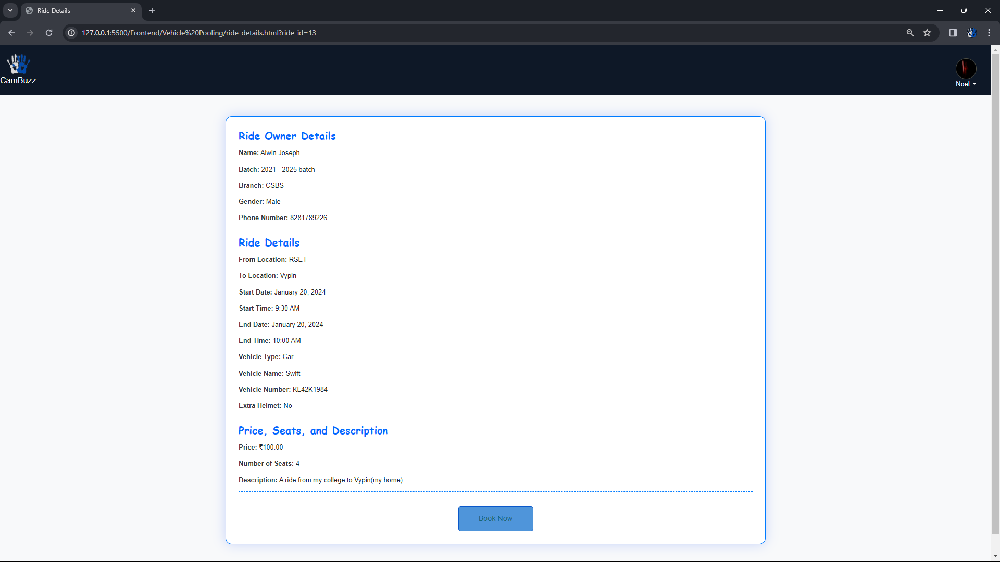 Ride Details
127.0.0.1:5500/Frontend/Vehicle%20Pooling/ride_details.html?ride_id=13
CamBuzz
Noel
Ride Owner Details
Name: Alwin Joseph
Batch: 2021 - 2025 batch
Branch: CSBS
Gender: Male
Phone Number: 8281789226
Ride Details
From Location: RSET
To Location: Vypin
Start Date: January 20, 2024
Start Time: 9:30 AM
End Date: January 20, 2024
End Time: 10:00 AM
Vehicle Type: Car
Vehicle Name: Swift
Vehicle Number: KL42K1984
Extra Helmet: No
Price, Seats, and Description
Price: ₹100.00
Number of Seats: 4
Description: A ride from my college to Vypin(my home)
Book Now